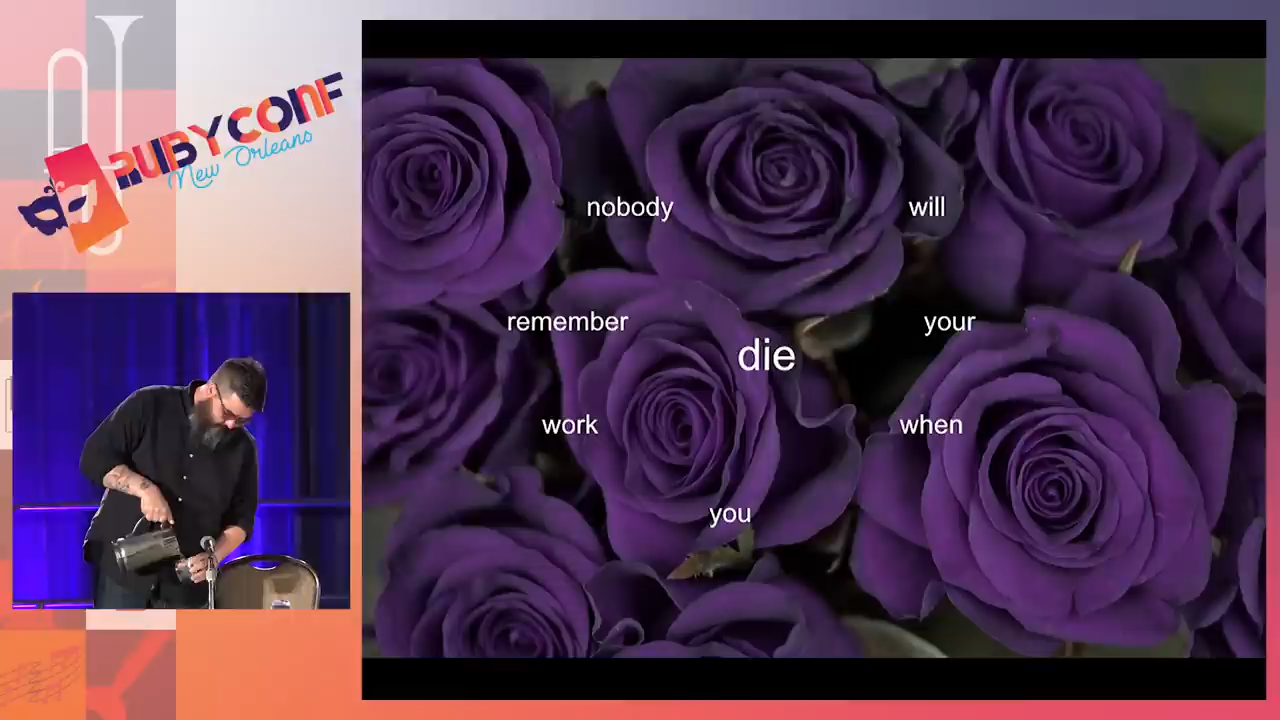 RUBYCONF
New Orleans
nobody will
remember your
die
work when
you